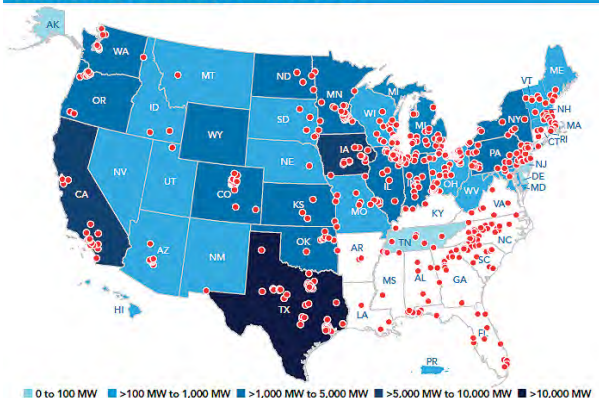 AK
WA
MT
ND
MN
VT
ME
OR
ID
SD
WI
MI
MI
NY
NH
MA
CT
RI
WY
IA
PA
NJ
NV
NE
IL
OH
DE
MD
CA
UT
CO
KS
MO
WV
VA
KY
AZ
NM
OK
AR
TN
NC
SC
MS
AL
GA
TX
LA
FL
HI
PR
0 to 100 MW
>100 MW to 1,000 MW
>1,000 MW to 5,000 MW
>5,000 MW to 10,000 MW
>10,000 MW